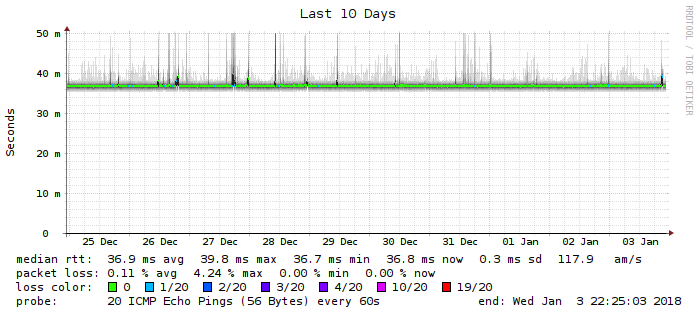 Last 10 Days
RRDTOOL / TOBI OETIKER
Seconds
50 m
40 m
30 m
20 m
10 m
0
25 Dec 26 Dec 27 Dec 28 Dec 29 Dec 30 Dec 31 Dec 01 Jan 02 Jan 03 Jan
median rtt: 36.9 ms avg 39.8 ms max 36.7 ms min 36.8 ms now 0.3 ms sd 117.9 am/s
packet loss: 0.11 % avg 4.24 % max 0.00 % min 0.00 % now
loss color: 0 1/20 2/20 3/20 4/20 10/20 19/20
probe: 20 ICMP Echo Pings (56 Bytes) every 60s end: Wed Jan 3 22:25:03 2018